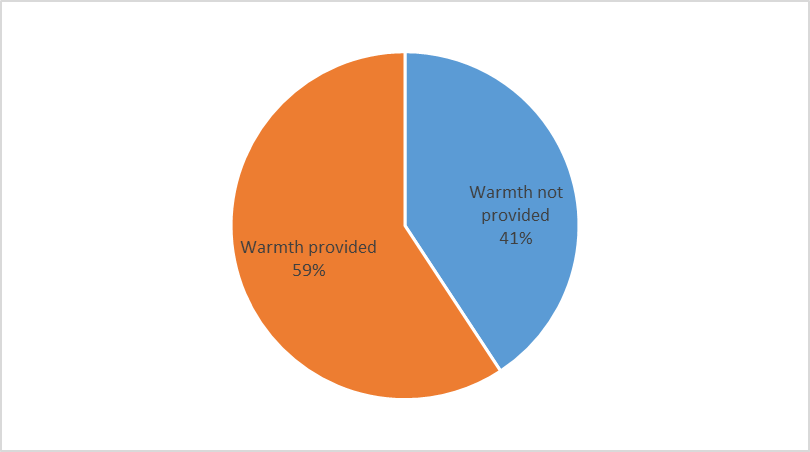 Warmth not
provided
41%
Warmth provided
59%